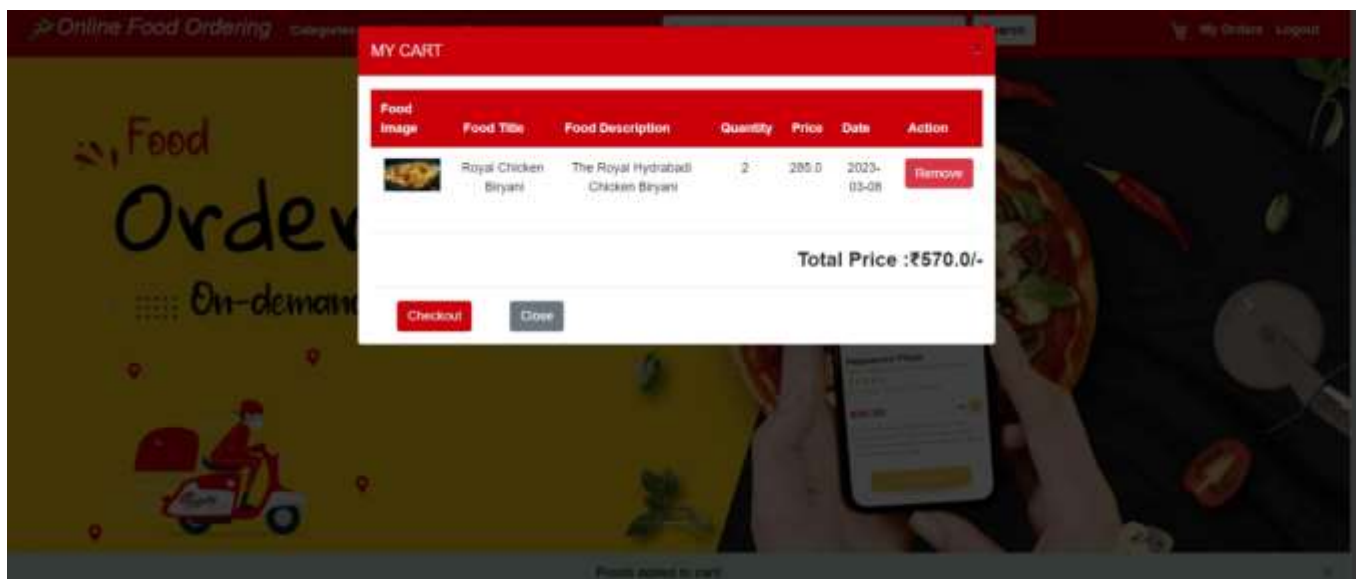 Online Food Ordering Categories My Orders Logout
MY CART
Food
Image Food Title Food Description Quantity Price Date Action
Royal Chicken The Royal Hydrabadi 2 285.0 2023- Remove
Biryani Chicken Biryani 03-08
Total Price :₹570.0/-
Checkout Close
Food
Order
On-deman
Foods added to cart